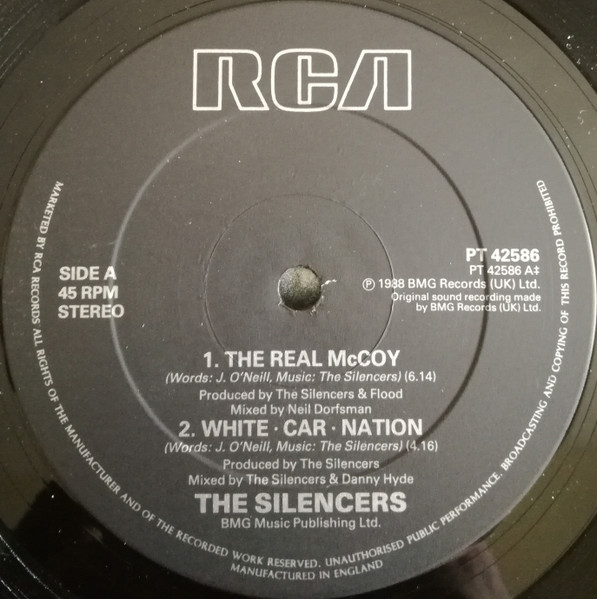 RCA
SIDE A
45 RPM
STEREO
PT 42586
PT 42586 A‡
Ⓟ 1988 BMG Records (UK) Ltd.
Original sound recording made
by BMG Records (UK) Ltd.
1. THE REAL McCOY
(Words: J. O'Neill, Music: The Silencers) (6.14)
Produced by The Silencers & Flood
Mixed by Neil Dorfsman
2. WHITE · CAR · NATION
(Words: J. O'Neill, Music: The Silencers) (4.16)
Produced by The Silencers
Mixed by The Silencers & Danny Hyde
THE SILENCERS
BMG Music Publishing Ltd.
MARKETED BY RCA RECORDS ALL RIGHTS OF THE MANUFACTURER AND OF THE RECORDED WORK RESERVED. UNAUTHORISED PUBLIC PERFORMANCE, BROADCASTING AND COPYING OF THIS RECORD PROHIBITED
MANUFACTURED IN ENGLAND